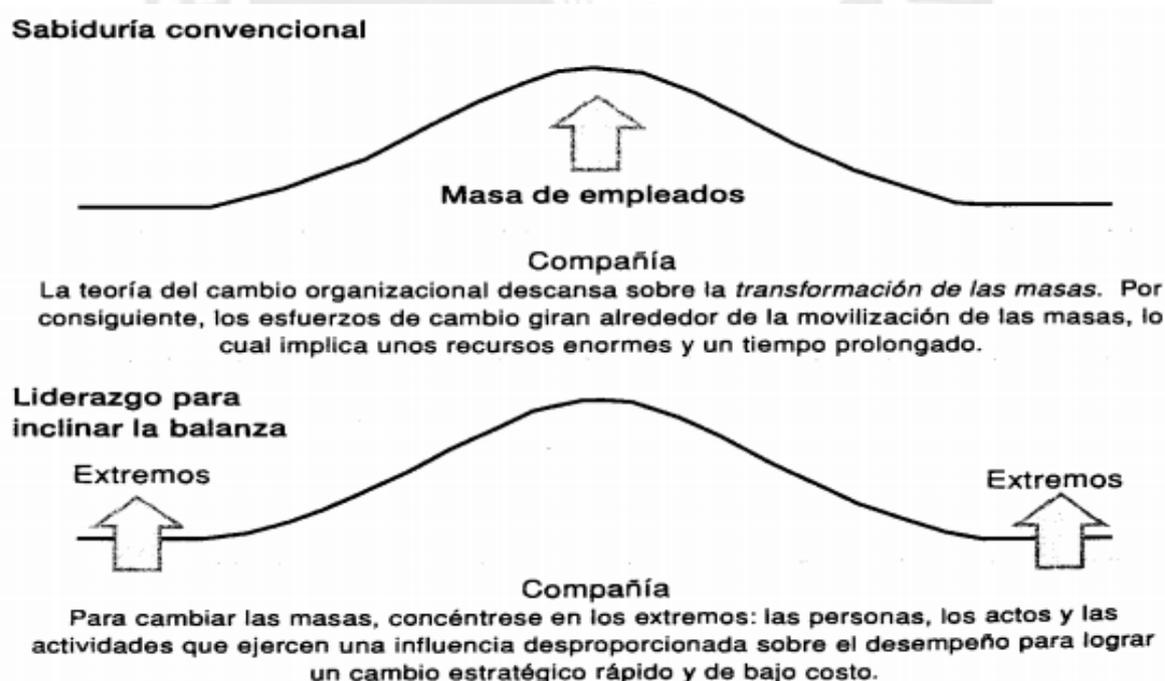 Sabiduría convencional
Masa de empleados
Compañía
La teoría del cambio organizacional descansa sobre la transformación de las masas. Por
consiguiente, los esfuerzos de cambio giran alrededor de la movilización de las masas, lo
cual implica unos recursos enormes y un tiempo prolongado.
Liderazgo para
inclinar la balanza
Extremos
Extremos
Compañía
Para cambiar las masas, concéntrese en los extremos: las personas, los actos y las
actividades que ejercen una influencia desproporcionada sobre el desempeño para lograr
un cambio estratégico rápido y de bajo costo.